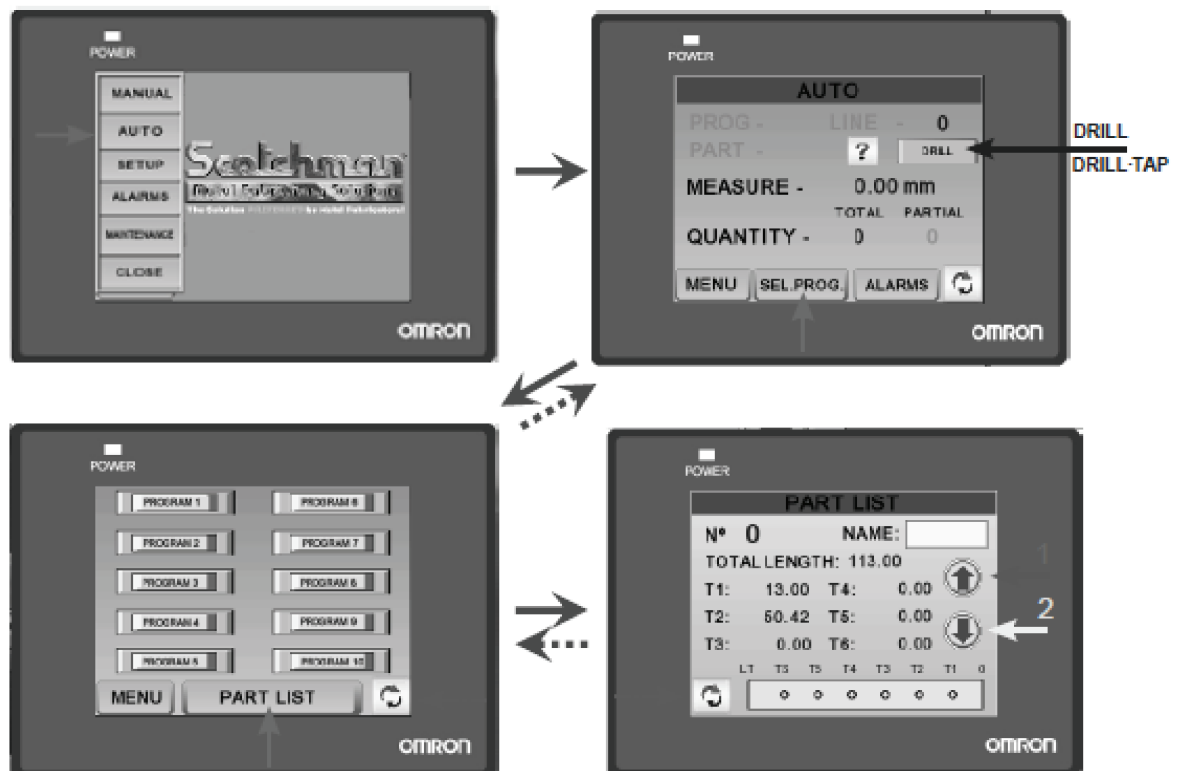 POWER
MANUAL
AUTO
SETUP
ALARMS
MAINTENANCE
CLOSE
Scotchman
Metal Fabricating Solutions
OMRON
POWER
AUTO
PROG - LINE - 0
PART - ? DRILL
MEASURE - 0.00 mm
TOTAL PARTIAL
QUANTITY - 0 0
MENU SEL.PROG. ALARMS
OMRON
DRILL
DRILL-TAP
POWER
PROGRAM 1 PROGRAM 6
PROGRAM 2 PROGRAM 7
PROGRAM 3 PROGRAM 8
PROGRAM 4 PROGRAM 9
PROGRAM 5 PROGRAM 10
MENU PART LIST
OMRON
POWER
PART LIST
Nº 0 NAME:
TOTAL LENGTH: 113.00
T1: 13.00 T4: 0.00
T2: 50.42 T5: 0.00
T3: 0.00 T6: 0.00
LT T3 T5 T4 T3 T2 T1 0
1
2
OMRON